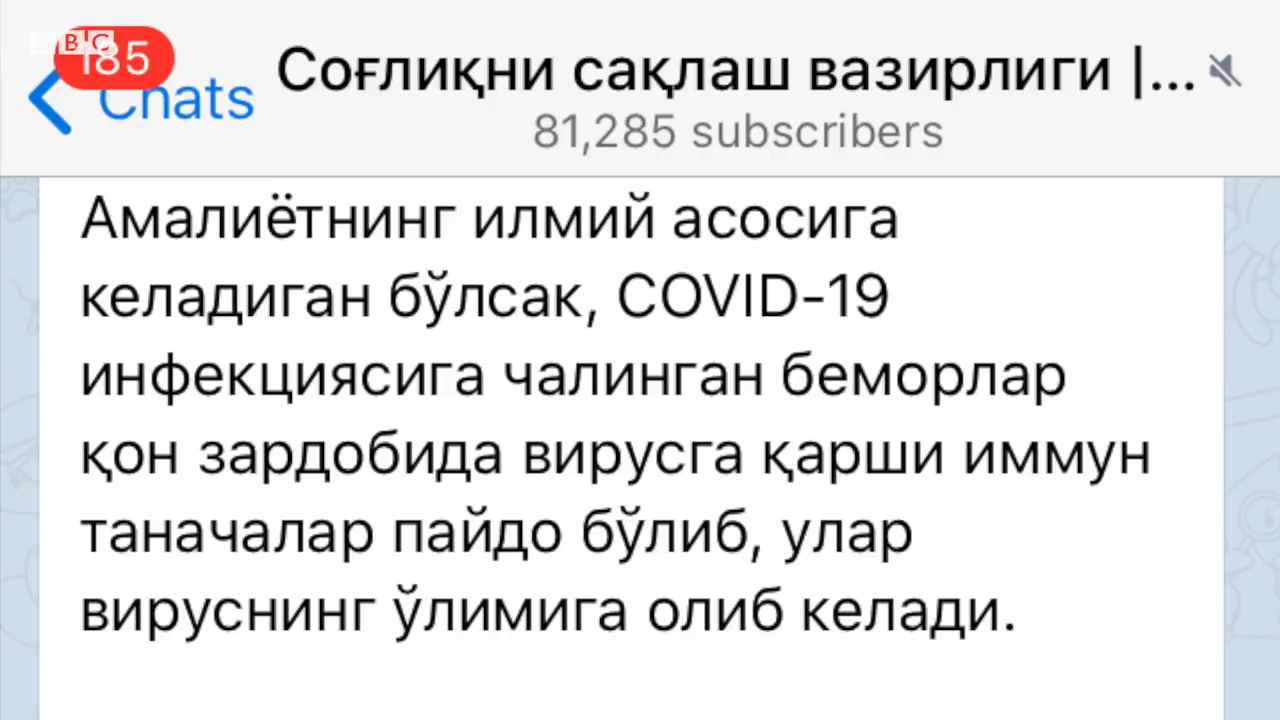 BBC
185
Chats
Соғлиқни сақлаш вазирлиги |...
81,285 subscribers
Амалиётнинг илмий асосига
келадиган бўлсак, COVID-19
инфекциясига чалинган беморлар
қон зардобида вирусга қарши иммун
таначалар пайдо бўлиб, улар
вируснинг ўлимига олиб келади.